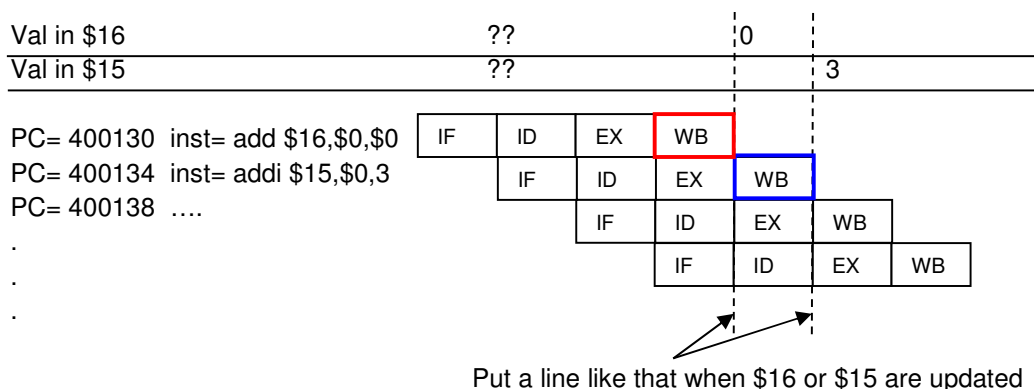 Val in $16 ?? 0
Val in $15 ?? 3
PC= 400130 inst= add $16,$0,$0 IF ID EX WB
PC= 400134 inst= addi $15,$0,3 IF ID EX WB
PC= 400138 …. IF ID EX WB
. IF ID EX WB
.
.
Put a line like that when $16 or $15 are updated